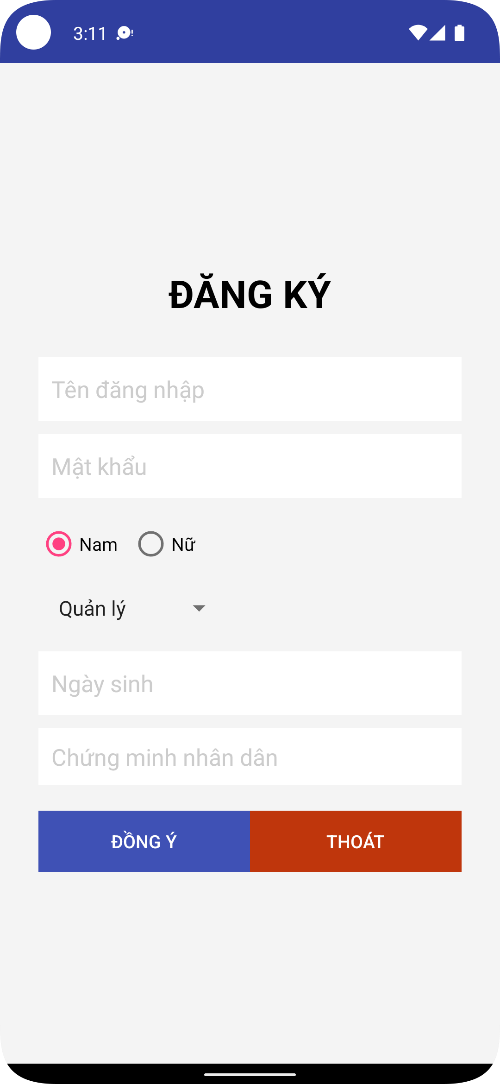 3:11
ĐĂNG KÝ
Tên đăng nhập
Mật khẩu
Nam Nữ
Quản lý
Ngày sinh
Chứng minh nhân dân
ĐỒNG Ý THOÁT